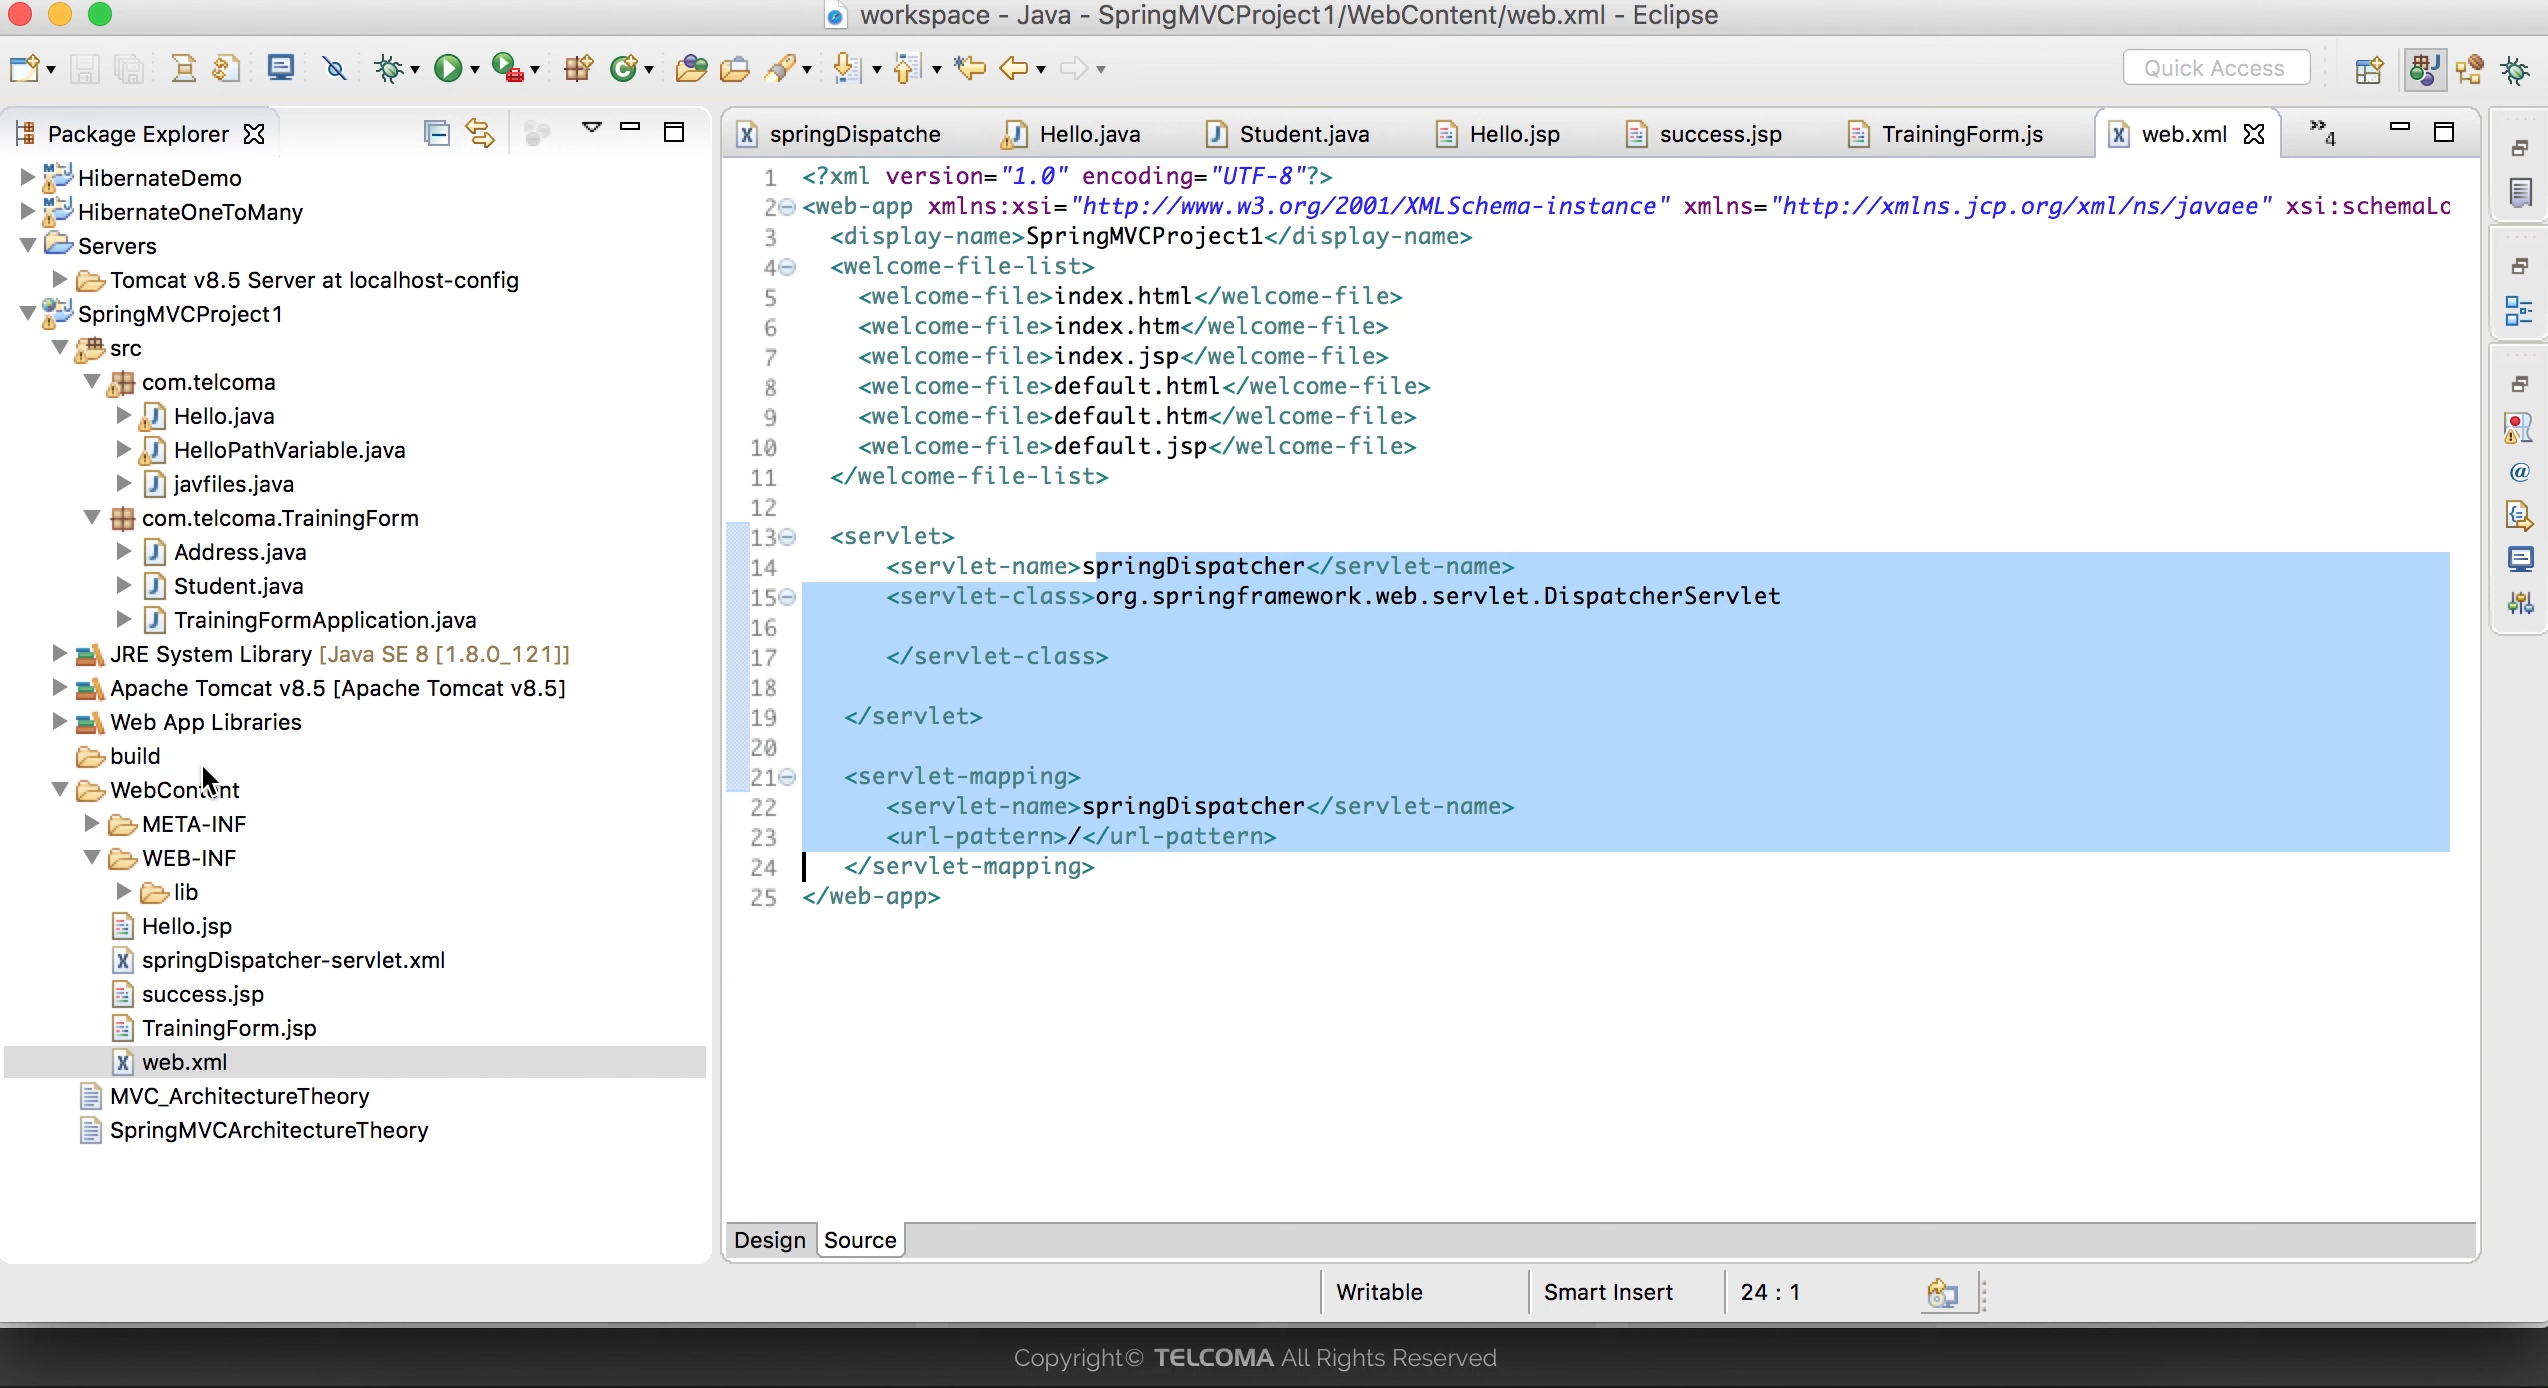 workspace - Java - SpringMVCProject1/WebContent/web.xml - Eclipse
Quick Access
Package Explorer
HibernateDemo
HibernateOneToMany
Servers
Tomcat v8.5 Server at localhost-config
SpringMVCProject1
src
com.telcoma
Hello.java
HelloPathVariable.java
javfiles.java
com.telcoma.TrainingForm
Address.java
Student.java
TrainingFormApplication.java
JRE System Library [Java SE 8 [1.8.0_121]]
Apache Tomcat v8.5 [Apache Tomcat v8.5]
Web App Libraries
build
WebContent
META-INF
WEB-INF
lib
Hello.jsp
springDispatcher-servlet.xml
success.jsp
TrainingForm.jsp
web.xml
MVC_ArchitectureTheory
SpringMVCArchitectureTheory
springDispatche Hello.java Student.java Hello.jsp success.jsp TrainingForm.js web.xml »4
1 <?xml version="1.0" encoding="UTF-8"?>
2 <web-app xmlns:xsi="http://www.w3.org/2001/XMLSchema-instance" xmlns="http://xmlns.jcp.org/xml/ns/javaee" xsi:schemaLo
3 <display-name>SpringMVCProject1</display-name>
4 <welcome-file-list>
5 <welcome-file>index.html</welcome-file>
6 <welcome-file>index.htm</welcome-file>
7 <welcome-file>index.jsp</welcome-file>
8 <welcome-file>default.html</welcome-file>
9 <welcome-file>default.htm</welcome-file>
10 <welcome-file>default.jsp</welcome-file>
11 </welcome-file-list>
12
13 <servlet>
14 <servlet-name>springDispatcher</servlet-name>
15 <servlet-class>org.springframework.web.servlet.DispatcherServlet
16
17 </servlet-class>
18
19 </servlet>
20
21 <servlet-mapping>
22 <servlet-name>springDispatcher</servlet-name>
23 <url-pattern>/</url-pattern>
24 </servlet-mapping>
25 </web-app>
Design Source
Writable Smart Insert 24 : 1
Copyright© TELCOMA All Rights Reserved